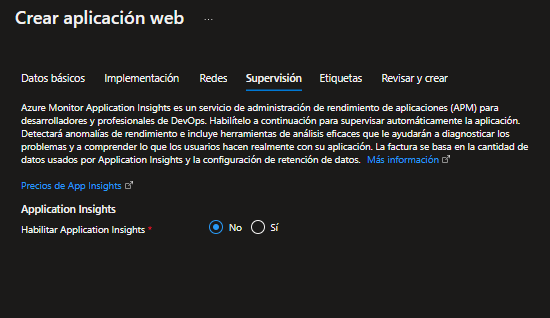 Crear aplicación web ...
Datos básicos Implementación Redes Supervisión Etiquetas Revisar y crear
Azure Monitor Application Insights es un servicio de administración de rendimiento de aplicaciones (APM) para
desarrolladores y profesionales de DevOps. Habilítelo a continuación para supervisar automáticamente la aplicación.
Detectará anomalías de rendimiento e incluye herramientas de análisis eficaces que le ayudarán a diagnosticar los
problemas y a comprender lo que los usuarios hacen realmente con su aplicación. La factura se basa en la cantidad de
datos usados por Application Insights y la configuración de retención de datos. Más información
Precios de App Insights
Application Insights
Habilitar Application Insights * No Sí